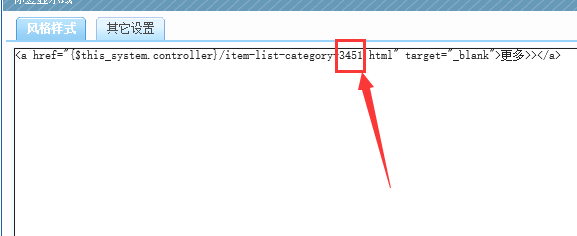 风格样式
其它设置
<a href="{$this_system.controller}/item-list-category-3451.html" target="_blank">更多>></a>